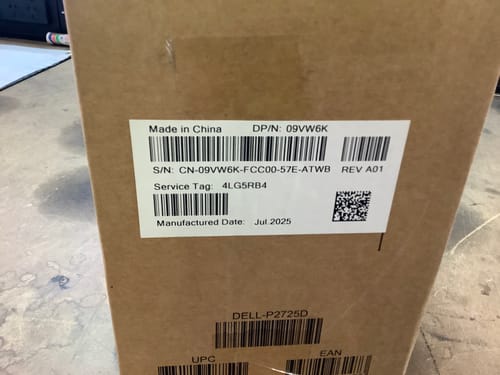 Made in China DP/N: 09VW6K
S/N: CN-09VW6K-FCC00-57E-ATWB REV A01
Service Tag: 4LG5RB4
Manufactured Date: Jul.2025
DELL-P2725D
UPC EAN